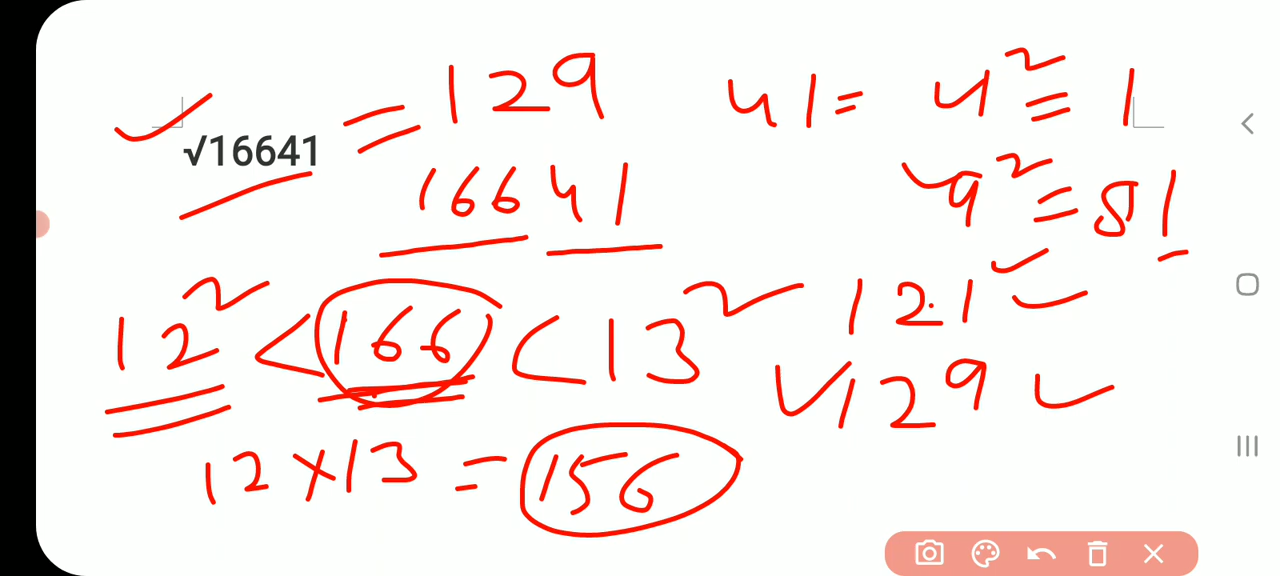 √16641 = 129
41 = 4² = 1
16641
9² = 81
12² < 166 < 13²
121
129
12 × 13 = 156